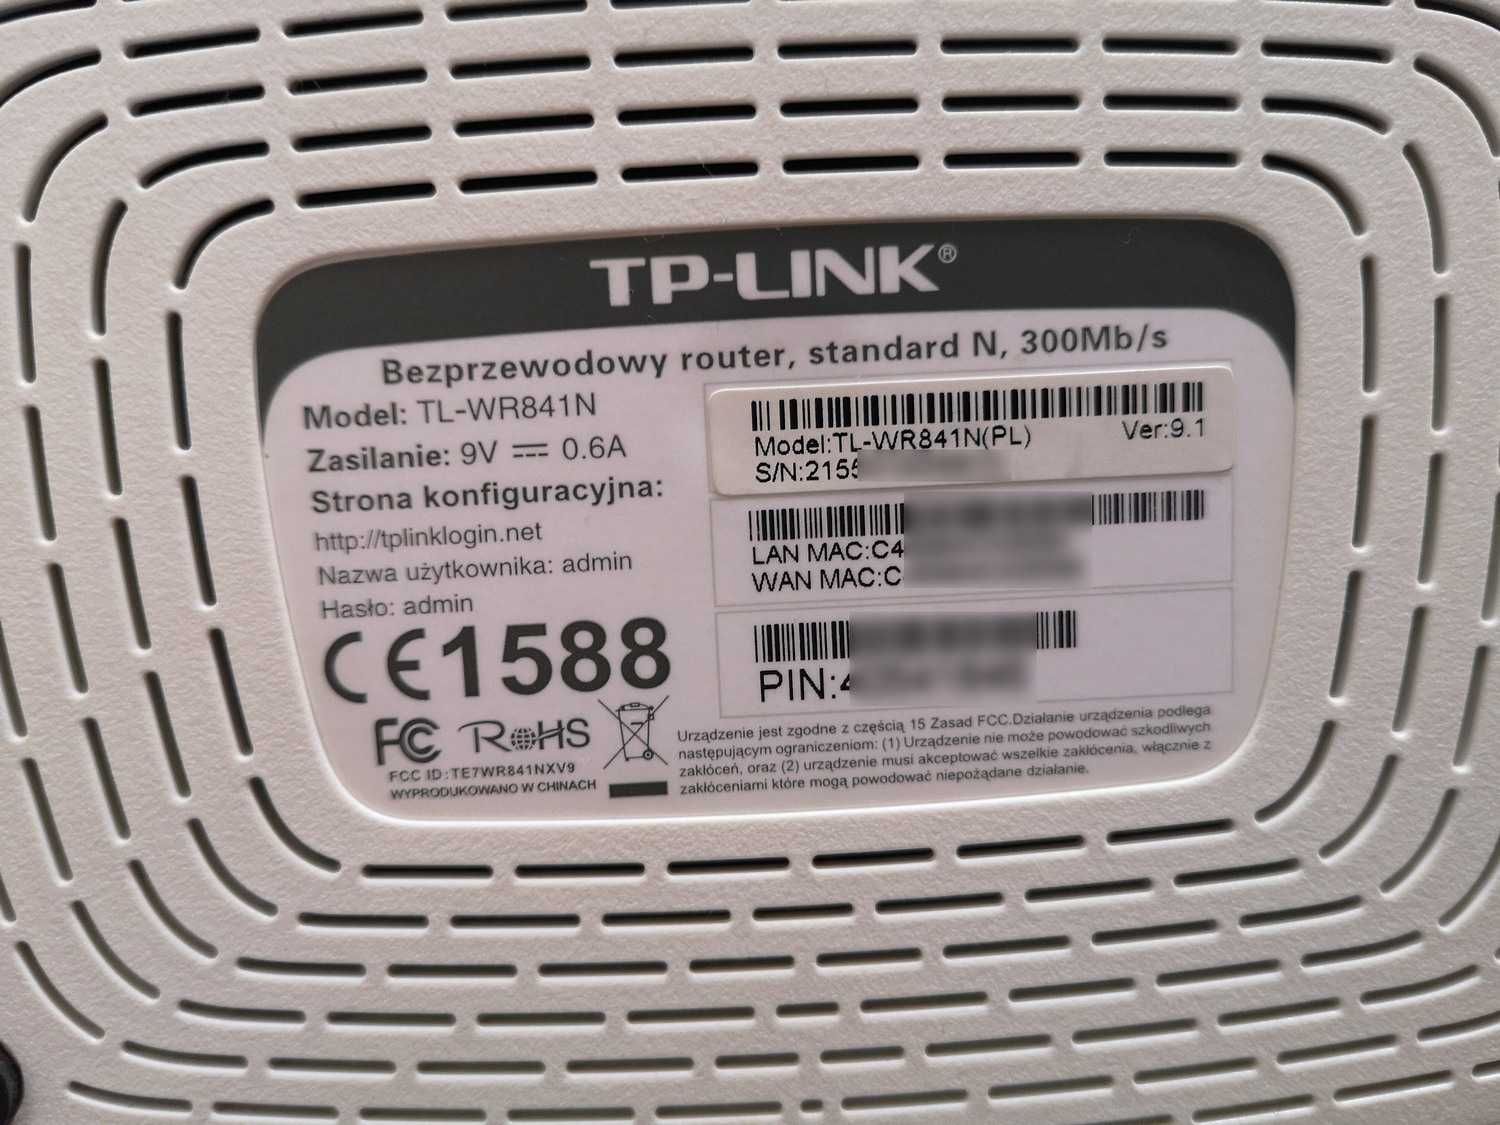 TP-LINK®
Bezprzewodowy router, standard N, 300Mb/s
Model: TL-WR841N
Zasilanie: 9V ⎓ 0.6A
Strona konfiguracyjna:
http://tplinklogin.net
Nazwa użytkownika: admin
Hasło: admin
CE1588
FC
RoHS
FCC ID:TE7WR841NXV9
WYPRODUKOWANO W CHINACH
Model:TL-WR841N(PL) Ver:9.1
S/N:2155
LAN MAC:C4
WAN MAC:C
PIN:4
Urządzenie jest zgodne z częścią 15 Zasad FCC.Działanie urządzenia podlega
następującym ograniczeniom: (1) Urządzenie nie może powodować szkodliwych
zakłóceń, oraz (2) urządzenie musi akceptować wszelkie zakłócenia, włącznie z
zakłóceniami które mogą powodować niepożądane działanie.